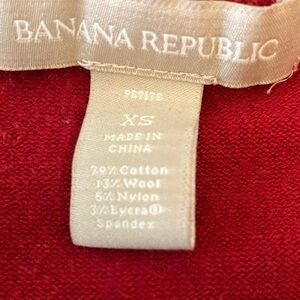 BANANA REPUBLIC
PETITE
XS
MADE IN
CHINA
79% Cotton
13% Wool
5% Nylon
3% Lycra®
Spandex